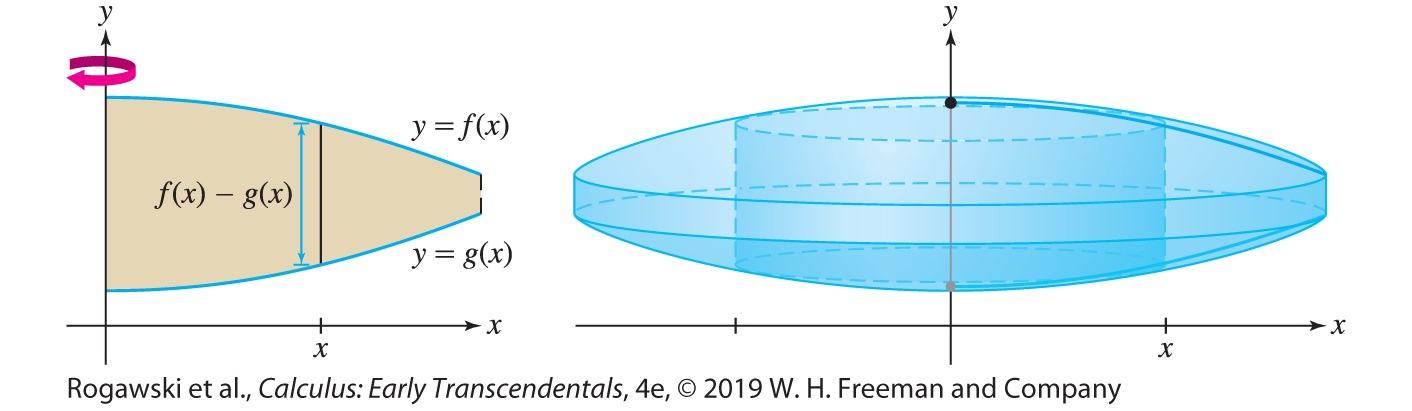 y
y
y = f(x)
f(x) – g(x)
y = g(x)
x
x
x
x
Rogawski et al., Calculus: Early Transcendentals, 4e, © 2019 W. H. Freeman and Company